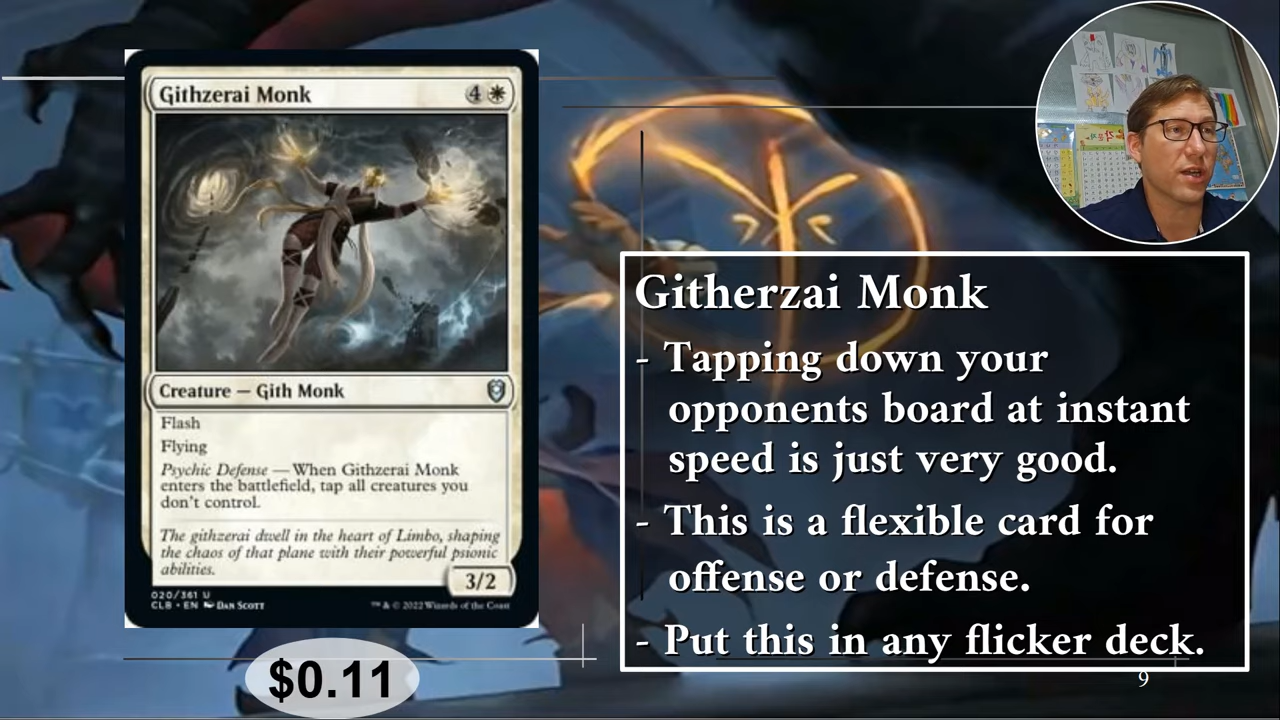 Githzerai Monk
4
Creature — Gith Monk
Flash
Flying
Psychic Defense — When Githzerai Monk
enters the battlefield, tap all creatures you
don't control.
The githzerai dwell in the heart of Limbo, shaping
the chaos of that plane with their powerful psionic
abilities.
3/2
020/361 U
CLB • EN Dan Scott
™ & © 2022 Wizards of the Coast
$0.11
Githerzai Monk
- Tapping down your
opponents board at instant
speed is just very good.
- This is a flexible card for
offense or defense.
- Put this in any flicker deck.
9